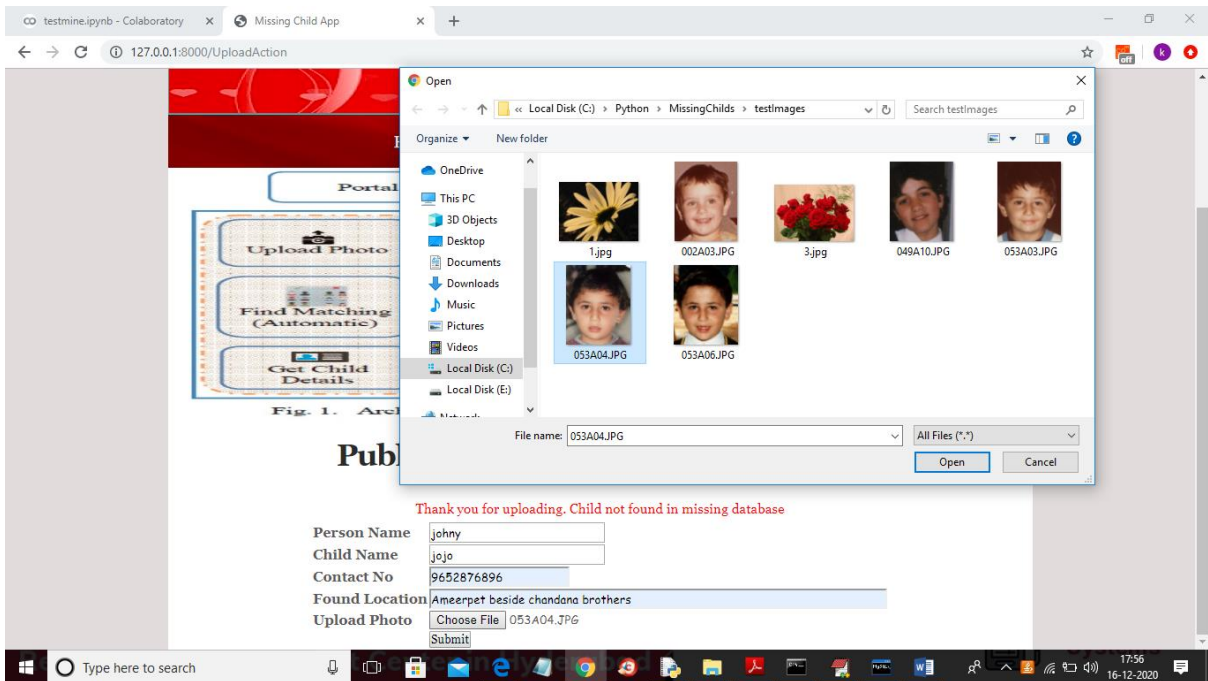 testmine.ipynb - Colaboratory
Missing Child App
127.0.0.1:8000/UploadAction
off
k
Open
« Local Disk (C:) › Python › MissingChilds › testImages
Search testImages
Organize
New folder
OneDrive
This PC
3D Objects
Desktop
Documents
Downloads
Music
Pictures
Videos
Local Disk (C:)
Local Disk (E:)
1.jpg
002A03.JPG
3.jpg
049A10.JPG
053A03.JPG
053A04.JPG
053A06.JPG
File name: 053A04.JPG
All Files (*.*)
Open
Cancel
Portal
Upload Photo
Find Matching
(Automatic)
Get Child
Details
Fig. 1.
Publ
Thank you for uploading. Child not found in missing database
Person Name johny
Child Name jojo
Contact No 9652876896
Found Location Ameerpet beside chandana brothers
Upload Photo Choose File 053A04.JPG
Submit
Type here to search
17:56
16-12-2020